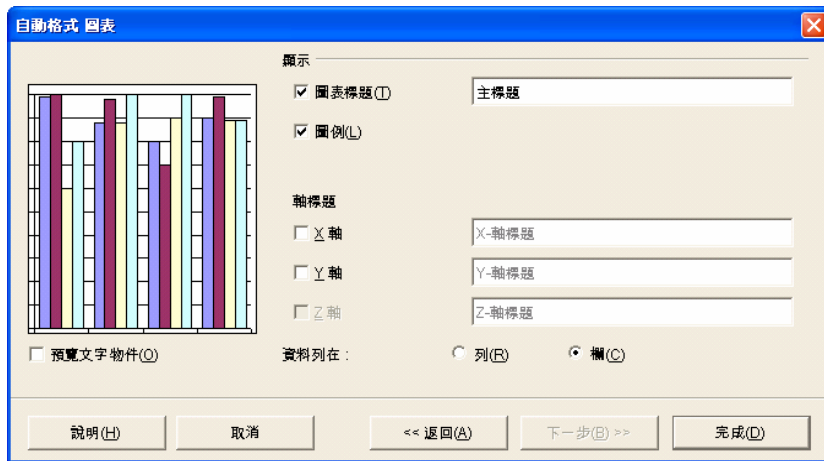 自動格式 圖表
顯示
圖表標題(T) 主標題
圖例(L)
軸標題
X 軸 X-軸標題
Y 軸 Y-軸標題
Z 軸 Z-軸標題
預覽文字物件(O) 資料列在： 列(R) 欄(C)
說明(H) 取消 << 返回(A) 下一步(B) >> 完成(D)